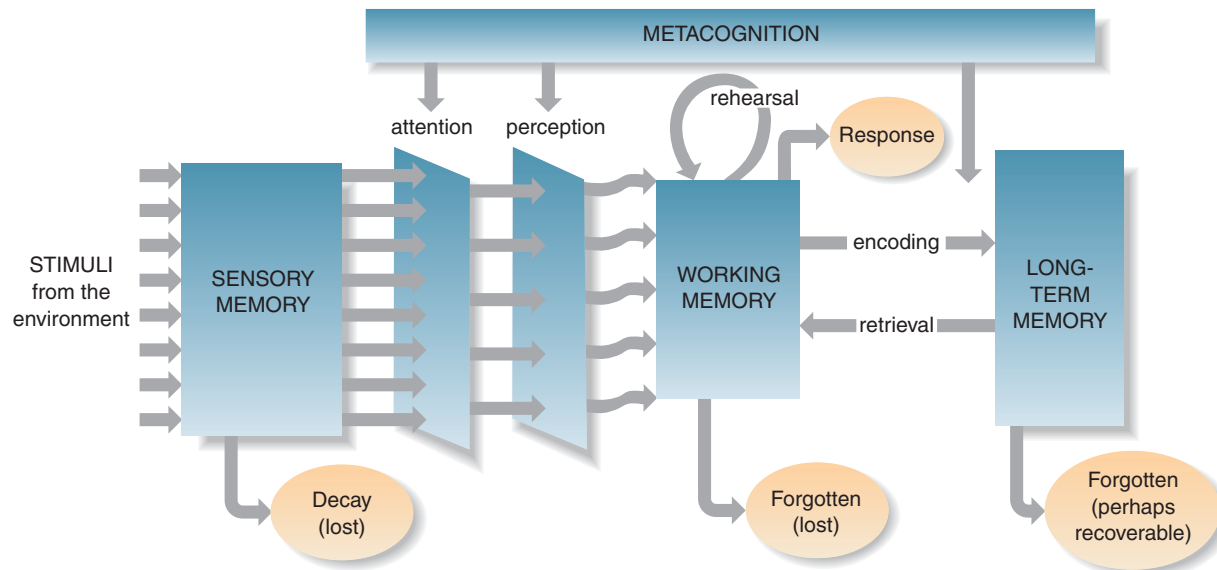 METACOGNITION
rehearsal
Response
attention
perception
STIMULI
from the
environment
SENSORY
MEMORY
WORKING
MEMORY
encoding
retrieval
LONG-
TERM
MEMORY
Decay
(lost)
Forgotten
(lost)
Forgotten
(perhaps
recoverable)